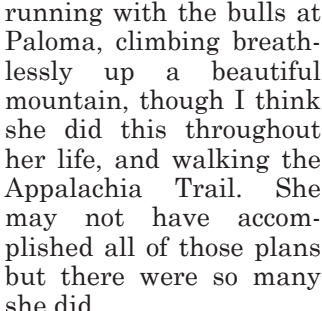 running with the bulls at
Paloma, climbing breath-
lessly up a beautiful
mountain, though I think
she did this throughout
her life, and walking the
Appalachia Trail. She
may not have accom-
plished all of those plans
but there were so many
she did